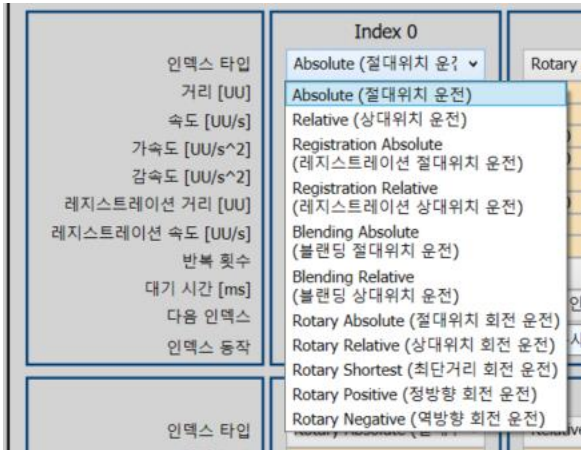 Index 0
인덱스 타입
Absolute (절대위치 운전
Rotary
거리 [UU]
속도 [UU/s]
가속도 [UU/s^2]
감속도 [UU/s^2]
레지스트레이션 거리 [UU]
레지스트레이션 속도 [UU/s]
반복 횟수
대기 시간 [ms]
다음 인덱스
인덱스 동작
Absolute (절대위치 운전)
Relative (상대위치 운전)
Registration Absolute
(레지스트레이션 절대위치 운전)
Registration Relative
(레지스트레이션 상대위치 운전)
Blending Absolute
(블랜딩 절대위치 운전)
Blending Relative
(블랜딩 상대위치 운전)
Rotary Absolute (절대위치 회전 운전)
Rotary Relative (상대위치 회전 운전)
Rotary Shortest (최단거리 회전 운전)
Rotary Positive (정방향 회전 운전)
Rotary Negative (역방향 회전 운전)
인덱스 타입